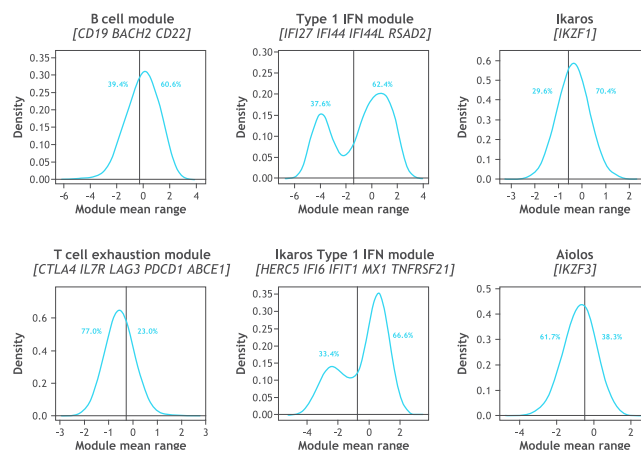 B cell module
[CD19 BACH2 CD22]
Density
0.35
0.30
0.25
0.20
0.15
0.10
0.05
0.00
39.4%
60.6%
-6 -4 -2 0 2 4
Module mean range
Type 1 IFN module
[IFI27 IFI44 IFI44L RSAD2]
Density
0.30
0.25
0.20
0.15
0.10
0.05
0.00
37.6%
62.4%
-6 -4 -2 0 2 4
Module mean range
Ikaros
[IKZF1]
Density
0.6
0.5
0.4
0.3
0.2
0.1
0.0
29.6%
70.4%
-3 -2 -1 0 1 2
Module mean range
T cell exhaustion module
[CTLA4 IL7R LAG3 PDCD1 ABCE1]
Density
0.6
0.4
0.2
0.0
77.0%
23.0%
-3 -2 -1 0 1 2 3
Module mean range
Ikaros Type 1 IFN module
[HERC5 IFI6 IFIT1 MX1 TNFRSF21]
Density
0.35
0.30
0.25
0.20
0.15
0.10
0.05
0.00
33.4%
66.6%
-4 -2 0 2
Module mean range
Aiolos
[IKZF3]
Density
0.5
0.4
0.3
0.2
0.1
0.0
61.7%
38.3%
-4 -2 0 2
Module mean range